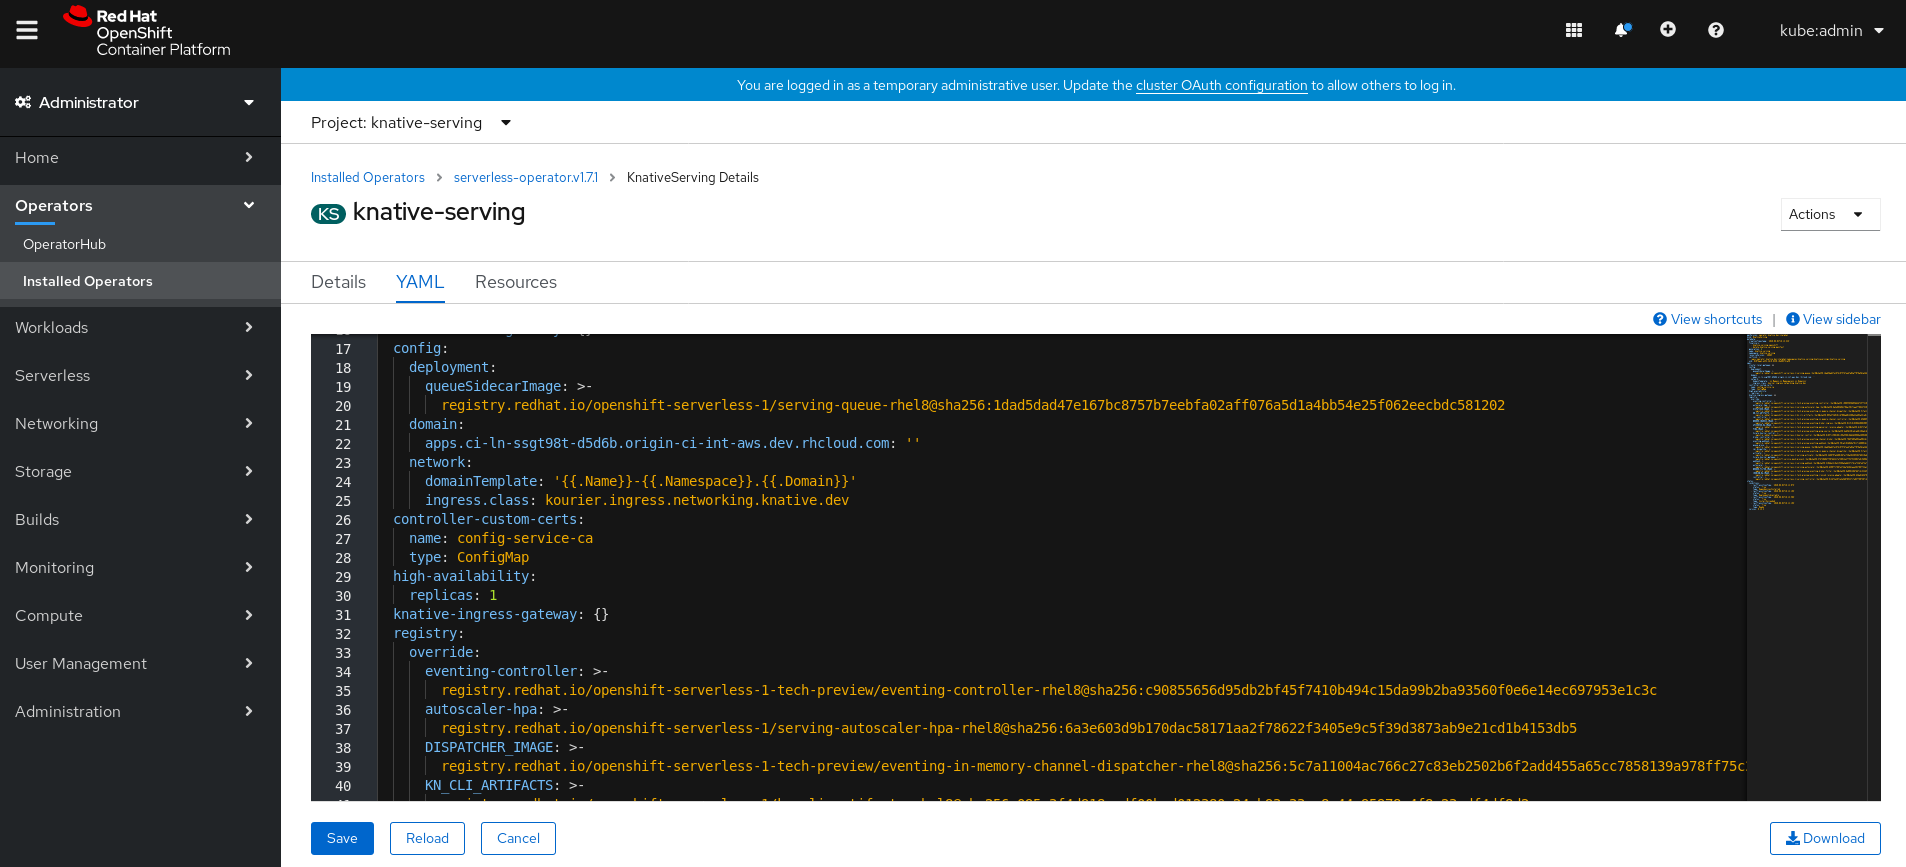 Red Hat
OpenShift
Container Platform
kube:admin
Administrator
You are logged in as a temporary administrative user. Update the cluster OAuth configuration to allow others to log in.
Project: knative-serving
Home
Operators
OperatorHub
Installed Operators
Workloads
Serverless
Networking
Storage
Builds
Monitoring
Compute
User Management
Administration
Installed Operators > serverless-operator.v1.7.1 > KnativeServing Details
KS knative-serving
Actions
Details YAML Resources
View shortcuts | View sidebar
17 config:
18 deployment:
19 queueSidecarImage: >-
20 registry.redhat.io/openshift-serverless-1/serving-queue-rhel8@sha256:1dad5dad47e167bc8757b7eebfa02aff076a5d1a4bb54e25f062eecbdc581202
21 domain:
22 apps.ci-ln-ssgt98t-d5d6b.origin-ci-int-aws.dev.rhcloud.com: ''
23 network:
24 domainTemplate: '{{.Name}}-{{.Namespace}}.{{.Domain}}'
25 ingress.class: kourier.ingress.networking.knative.dev
26 controller-custom-certs:
27 name: config-service-ca
28 type: ConfigMap
29 high-availability:
30 replicas: 1
31 knative-ingress-gateway: {}
32 registry:
33 override:
34 eventing-controller: >-
35 registry.redhat.io/openshift-serverless-1-tech-preview/eventing-controller-rhel8@sha256:c90855656d95db2bf45f7410b494c15da99b2ba93560f0e6e14ec697953e1c3c
36 autoscaler-hpa: >-
37 registry.redhat.io/openshift-serverless-1/serving-autoscaler-hpa-rhel8@sha256:6a3e603d9b170dac58171aa2f78622f3405e9c5f39d3873ab9e21cd1b4153db5
38 DISPATCHER_IMAGE: >-
39 registry.redhat.io/openshift-serverless-1-tech-preview/eventing-in-memory-channel-dispatcher-rhel8@sha256:5c7a11004ac766c27c83eb2502b6f2add455a65cc7858139a978ff75c
40 KN_CLI_ARTIFACTS: >-
Save Reload Cancel
Download